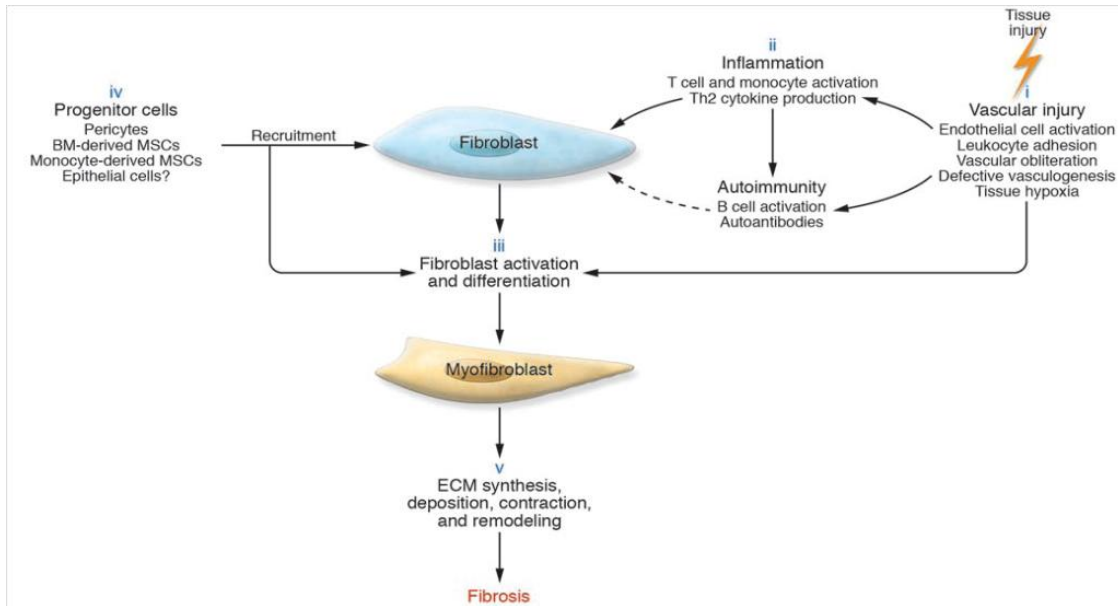 Tissue
injury
i
Vascular injury
Endothelial cell activation
Leukocyte adhesion
Vascular obliteration
Defective vasculogenesis
Tissue hypoxia
ii
Inflammation
T cell and monocyte activation
Th2 cytokine production
Autoimmunity
B cell activation
Autoantibodies
iv
Progenitor cells
Pericytes
BM-derived MSCs
Monocyte-derived MSCs
Epithelial cells?
Recruitment
Fibroblast
iii
Fibroblast activation
and differentiation
Myofibroblast
v
ECM synthesis,
deposition, contraction,
and remodeling
Fibrosis